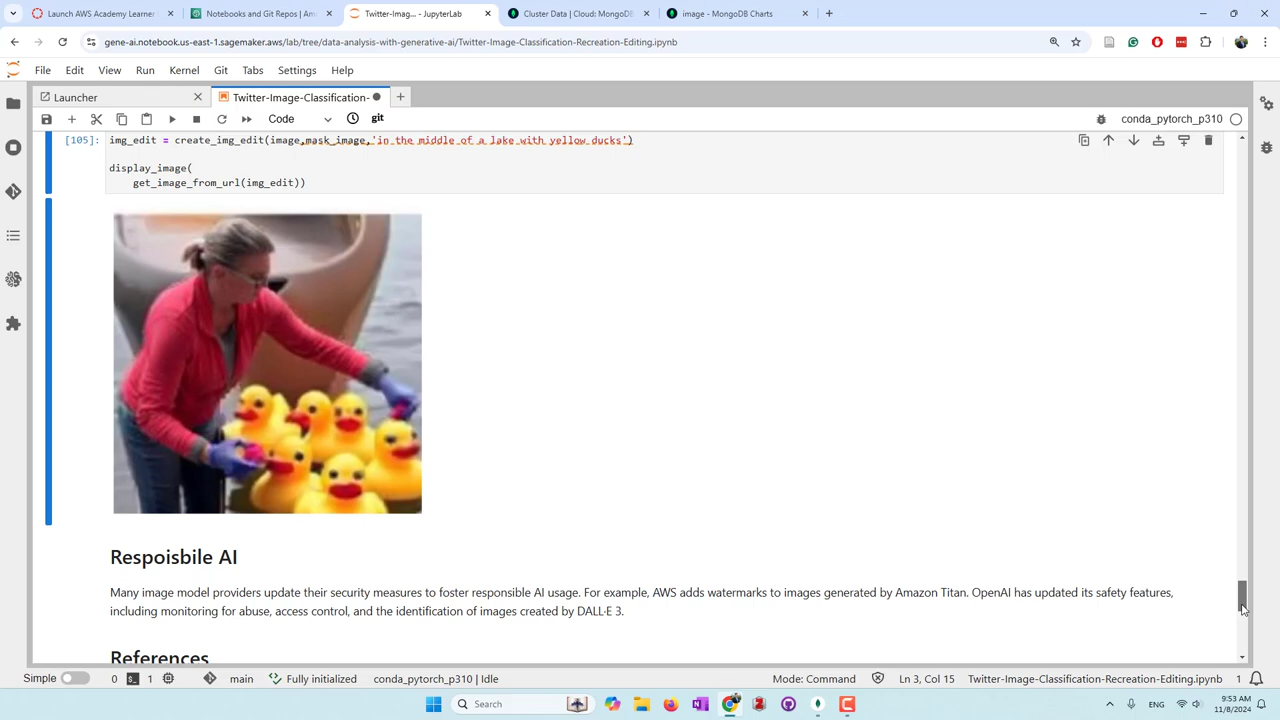 Launch AWS Academy Learner
Notebooks and Git Repos | Am
Twitter-Imag... - JupyterLab
Cluster Data | Cloud: MongoDB
image - MongoDB Charts
gene-ai.notebook.us-east-1.sagemaker.aws/lab/tree/data-analysis-with-generative-ai/Twitter-Image-Classification-Recreation-Editing.ipynb
File Edit View Run Kernel Git Tabs Settings Help
Launcher
Twitter-Image-Classification-
Code
git
conda_pytorch_p310
[105]: img_edit = create_img_edit(image,mask_image,'in the middle of a lake with yellow ducks')
display_image(
get_image_from_url(img_edit))
Respoisbile AI
Many image model providers update their security measures to foster responsible AI usage. For example, AWS adds watermarks to images generated by Amazon Titan. OpenAI has updated its safety features,
including monitoring for abuse, access control, and the identification of images created by DALL·E 3.
References
Simple 0 1 main Fully initialized conda_pytorch_p310 | Idle Mode: Command Ln 3, Col 15 Twitter-Image-Classification-Recreation-Editing.ipynb 1
Search
ENG
9:53 AM
11/8/2024